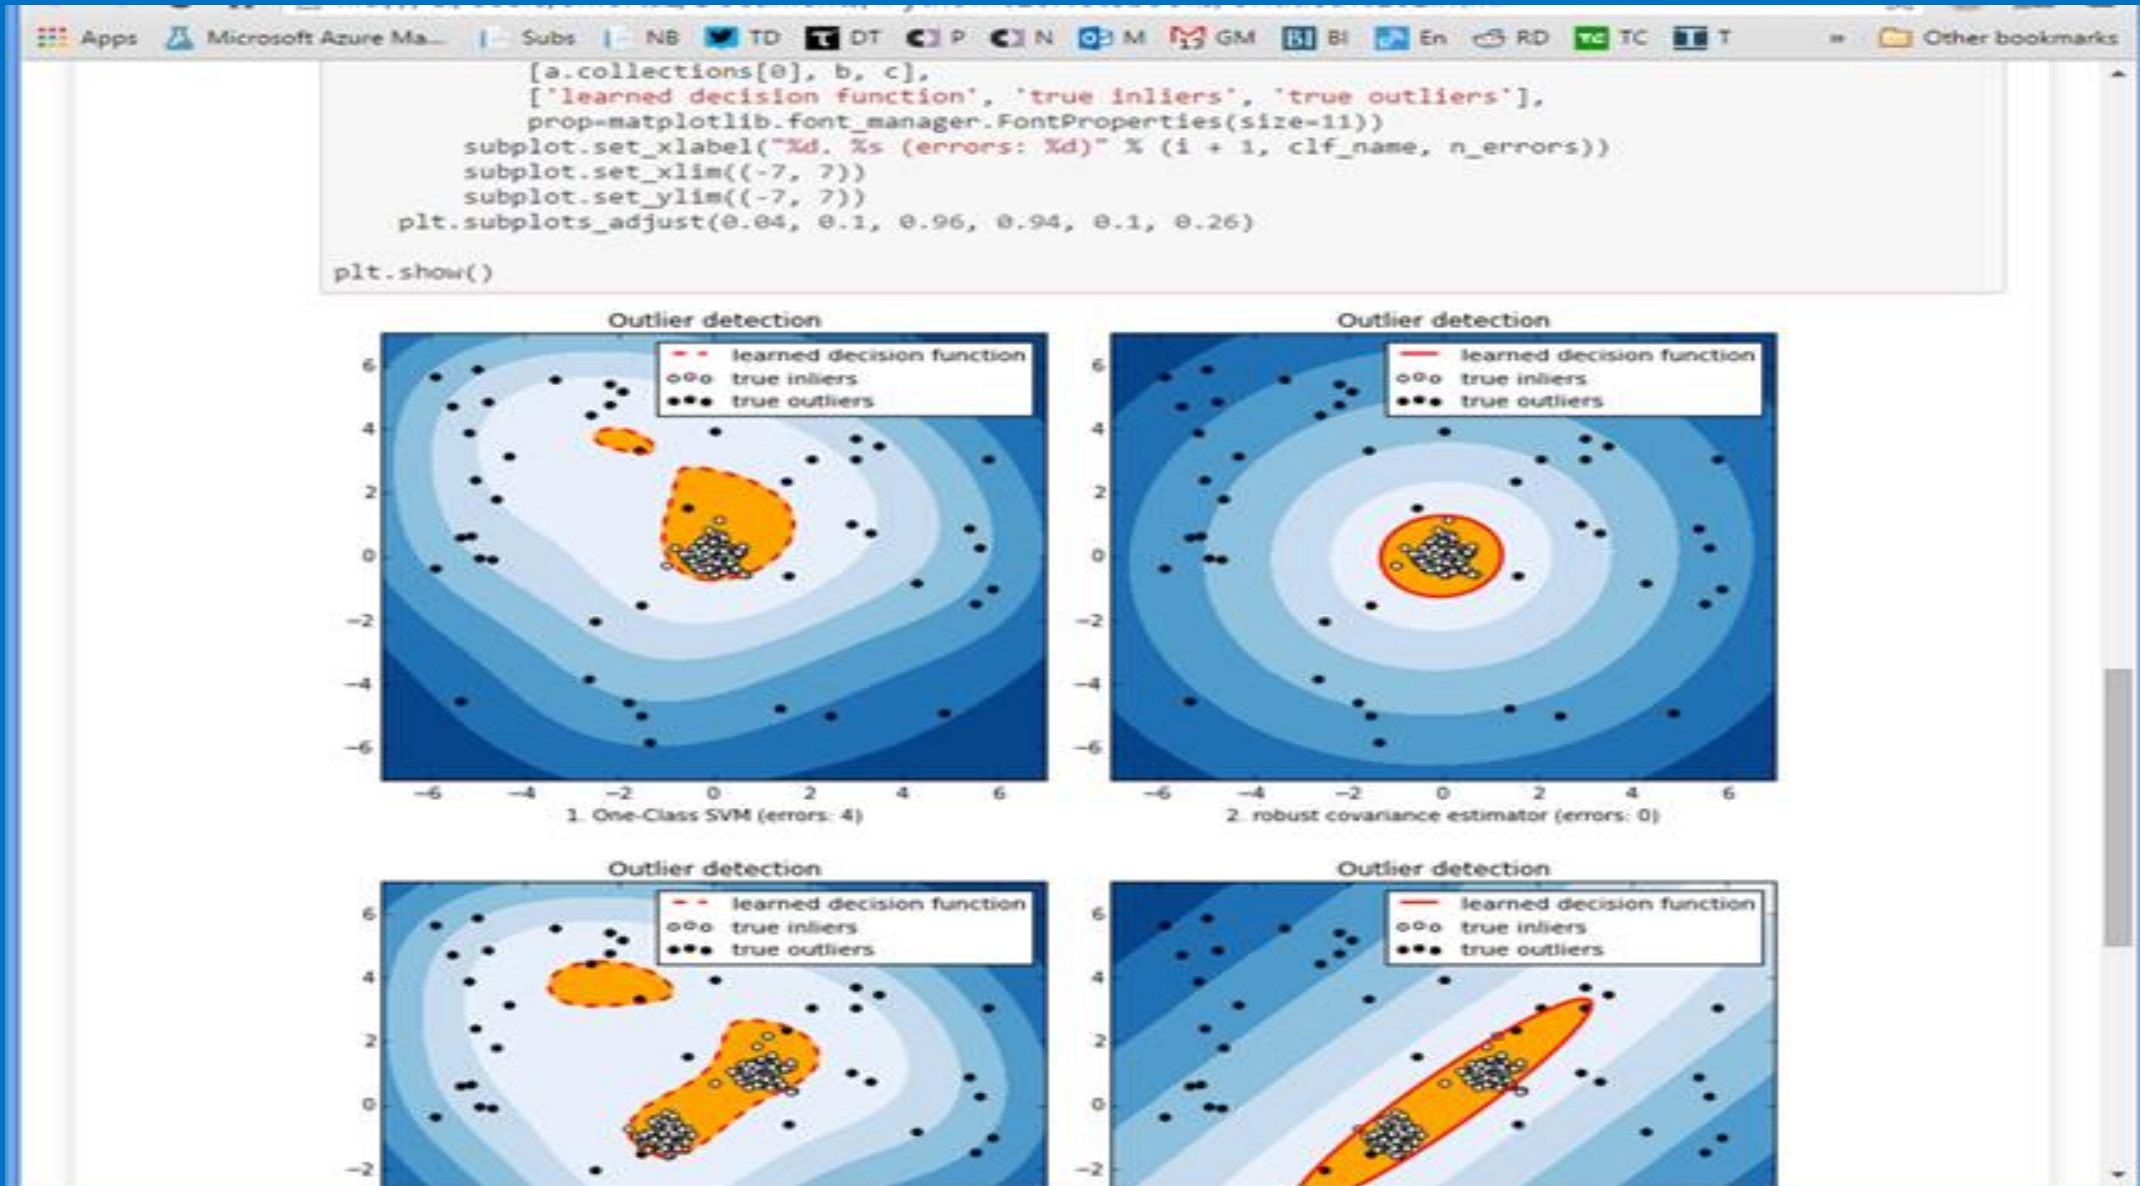 Apps Microsoft Azure Ma... Subs NB TD DT P N M GM BI En RD TC T » Other bookmarks
[a.collections[0], b, c],
['learned decision function', 'true inliers', 'true outliers'],
prop=matplotlib.font_manager.FontProperties(size=11))
subplot.set_xlabel("%d. %s (errors: %d)" % (i + 1, clf_name, n_errors))
subplot.set_xlim((-7, 7))
subplot.set_ylim((-7, 7))
plt.subplots_adjust(0.04, 0.1, 0.96, 0.94, 0.1, 0.26)
plt.show()
Outlier detection
learned decision function
true inliers
true outliers
6
4
2
0
−2
−4
−6
−6 −4 −2 0 2 4 6
1. One-Class SVM (errors: 4)
Outlier detection
learned decision function
true inliers
true outliers
6
4
2
0
−2
−4
−6
−6 −4 −2 0 2 4 6
2. robust covariance estimator (errors: 0)
Outlier detection
learned decision function
true inliers
true outliers
6
4
2
0
−2
Outlier detection
learned decision function
true inliers
true outliers
6
4
2
0
−2